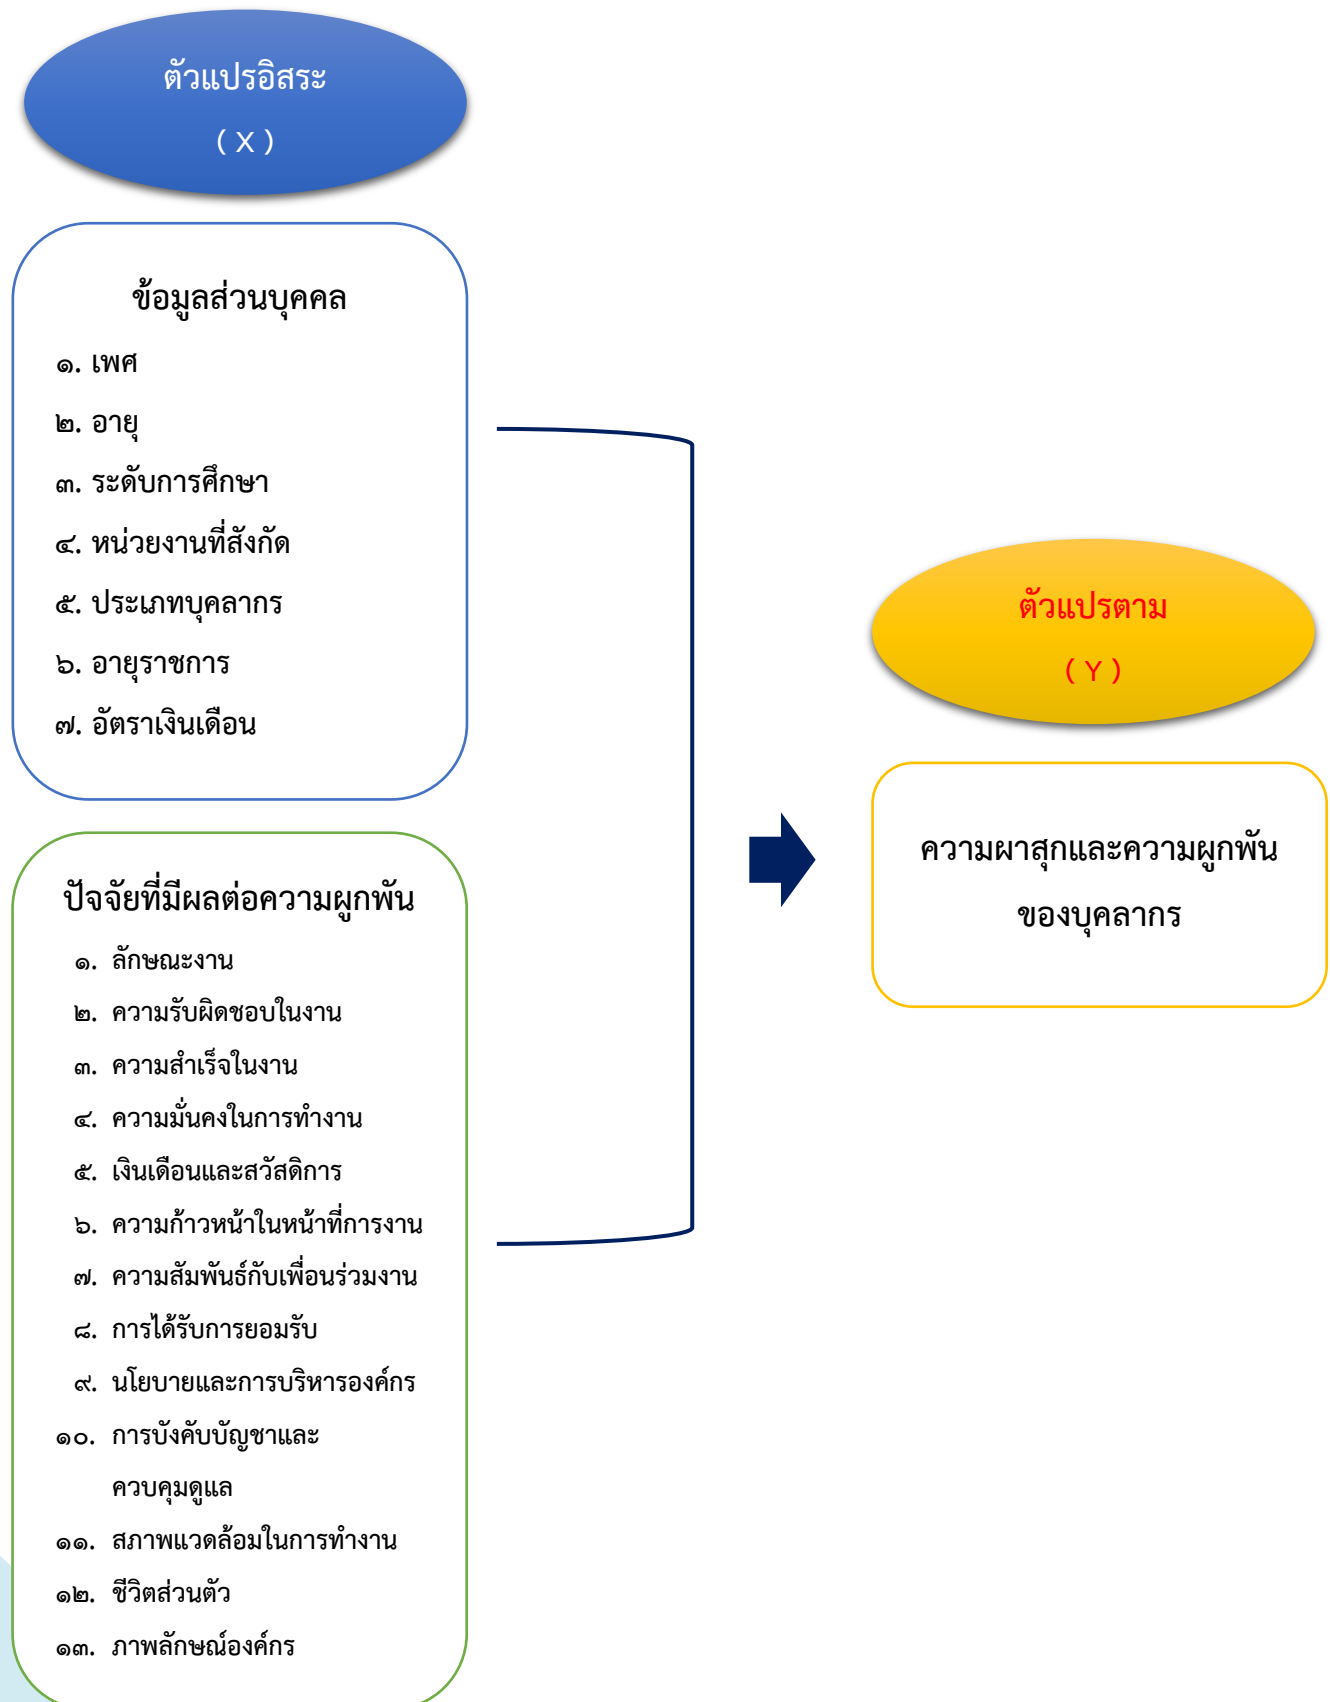 ตัวแปรอิสระ
( X )
ข้อมูลส่วนบุคคล
๑. เพศ
๒. อายุ
๓. ระดับการศึกษา
๔. หน่วยงานที่สังกัด
๕. ประเภทบุคลากร
๖. อายุราชการ
๗. อัตราเงินเดือน
ปัจจัยที่มีผลต่อความผูกพัน
๑. ลักษณะงาน
๒. ความรับผิดชอบในงาน
๓. ความสำเร็จในงาน
๔. ความมั่นคงในการทำงาน
๕. เงินเดือนและสวัสดิการ
๖. ความก้าวหน้าในหน้าที่การงาน
๗. ความสัมพันธ์กับเพื่อนร่วมงาน
๘. การได้รับการยอมรับ
๙. นโยบายและการบริหารองค์กร
๑๐. การบังคับบัญชาและ
ควบคุมดูแล
๑๑. สภาพแวดล้อมในการทำงาน
๑๒. ชีวิตส่วนตัว
๑๓. ภาพลักษณ์องค์กร
ตัวแปรตาม
( Y )
ความผาสุกและความผูกพัน
ของบุคลากร